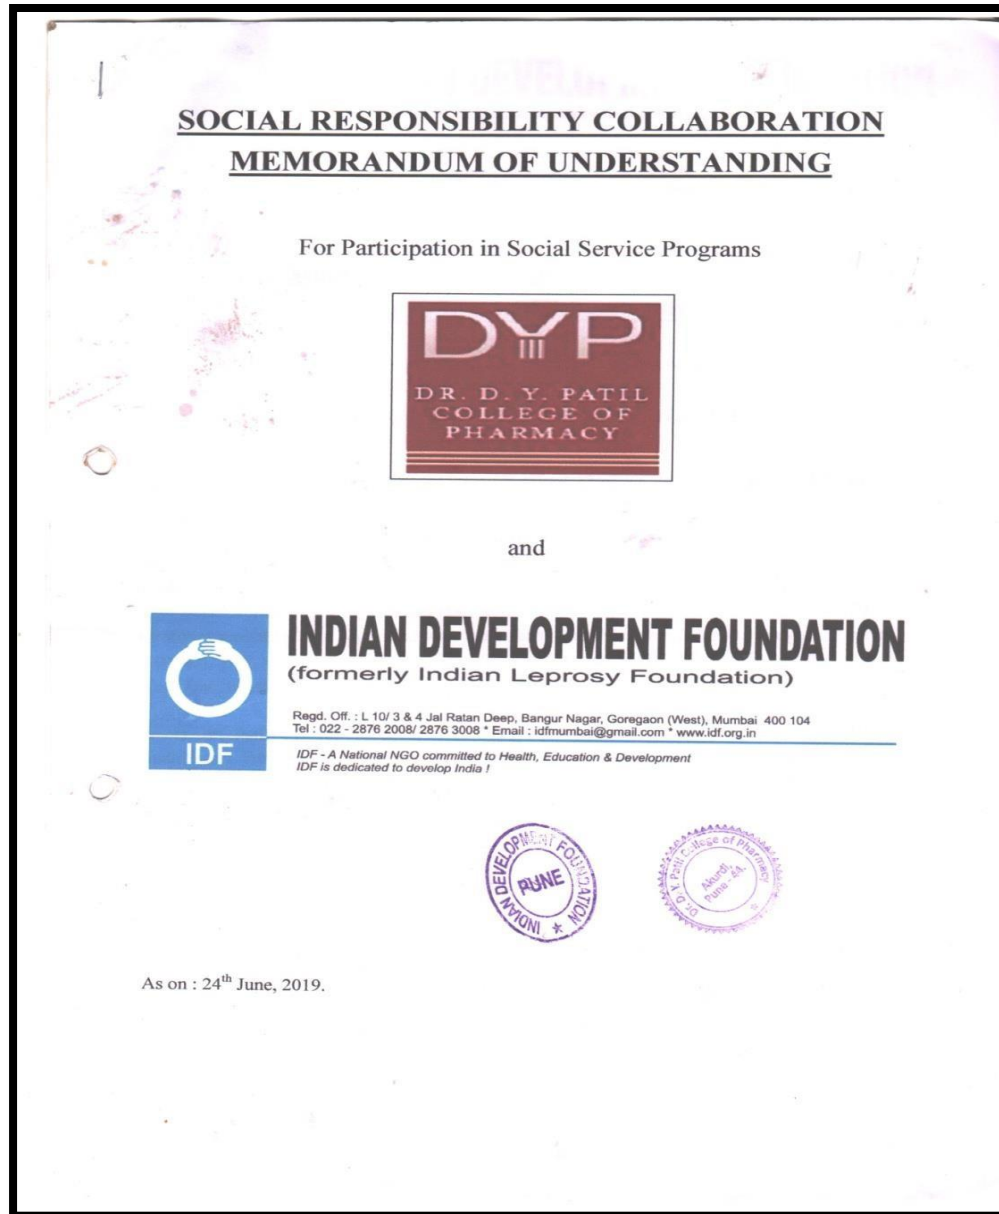 SOCIAL RESPONSIBILITY COLLABORATION
MEMORANDUM OF UNDERSTANDING
For Participation in Social Service Programs
DYP
DR. D. Y. PATIL
COLLEGE OF
PHARMACY
and
IDF
INDIAN DEVELOPMENT FOUNDATION
(formerly Indian Leprosy Foundation)
Regd. Off. : L 10/ 3 & 4 Jal Ratan Deep, Bangur Nagar, Goregaon (West), Mumbai 400 104
Tel : 022 - 2876 2008/ 2876 3008 * Email : idfmumbai@gmail.com * www.idf.org.in
IDF - A National NGO committed to Health, Education & Development
IDF is dedicated to develop India !
INDIAN DEVELOPMENT FOUNDATION
PUNE
Dr. D. Y. Patil College of Pharmacy
Akurdi,
Pune - 44.
As on : 24th June, 2019.